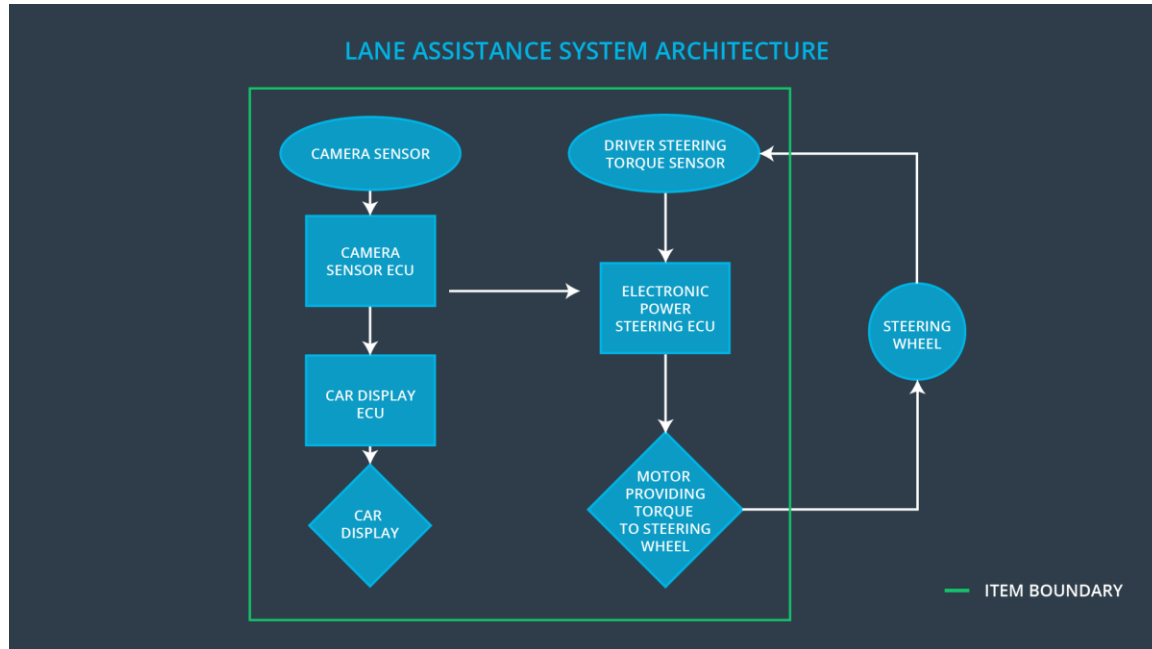 LANE ASSISTANCE SYSTEM ARCHITECTURE
CAMERA SENSOR
DRIVER STEERING
TORQUE SENSOR
CAMERA
SENSOR ECU
ELECTRONIC
POWER
STEERING ECU
STEERING
WHEEL
CAR DISPLAY
ECU
CAR
DISPLAY
MOTOR
PROVIDING
TORQUE
TO STEERING
WHEEL
ITEM BOUNDARY